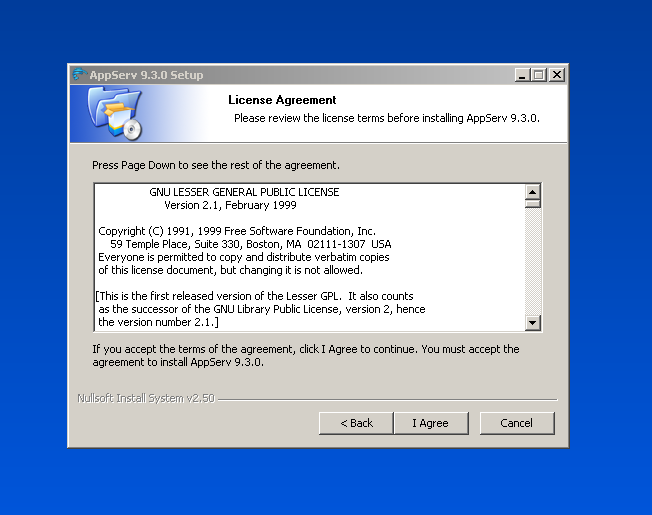 AppServ 9.3.0 Setup
License Agreement
Please review the license terms before installing AppServ 9.3.0.
Press Page Down to see the rest of the agreement.
GNU LESSER GENERAL PUBLIC LICENSE
Version 2.1, February 1999
Copyright (C) 1991, 1999 Free Software Foundation, Inc.
59 Temple Place, Suite 330, Boston, MA  02111-1307  USA
Everyone is permitted to copy and distribute verbatim copies
of this license document, but changing it is not allowed.
[This is the first released version of the Lesser GPL.  It also counts
as the successor of the GNU Library Public License, version 2, hence
the version number 2.1.]
If you accept the terms of the agreement, click I Agree to continue. You must accept the
agreement to install AppServ 9.3.0.
Nullsoft Install System v2.50
< Back
I Agree
Cancel